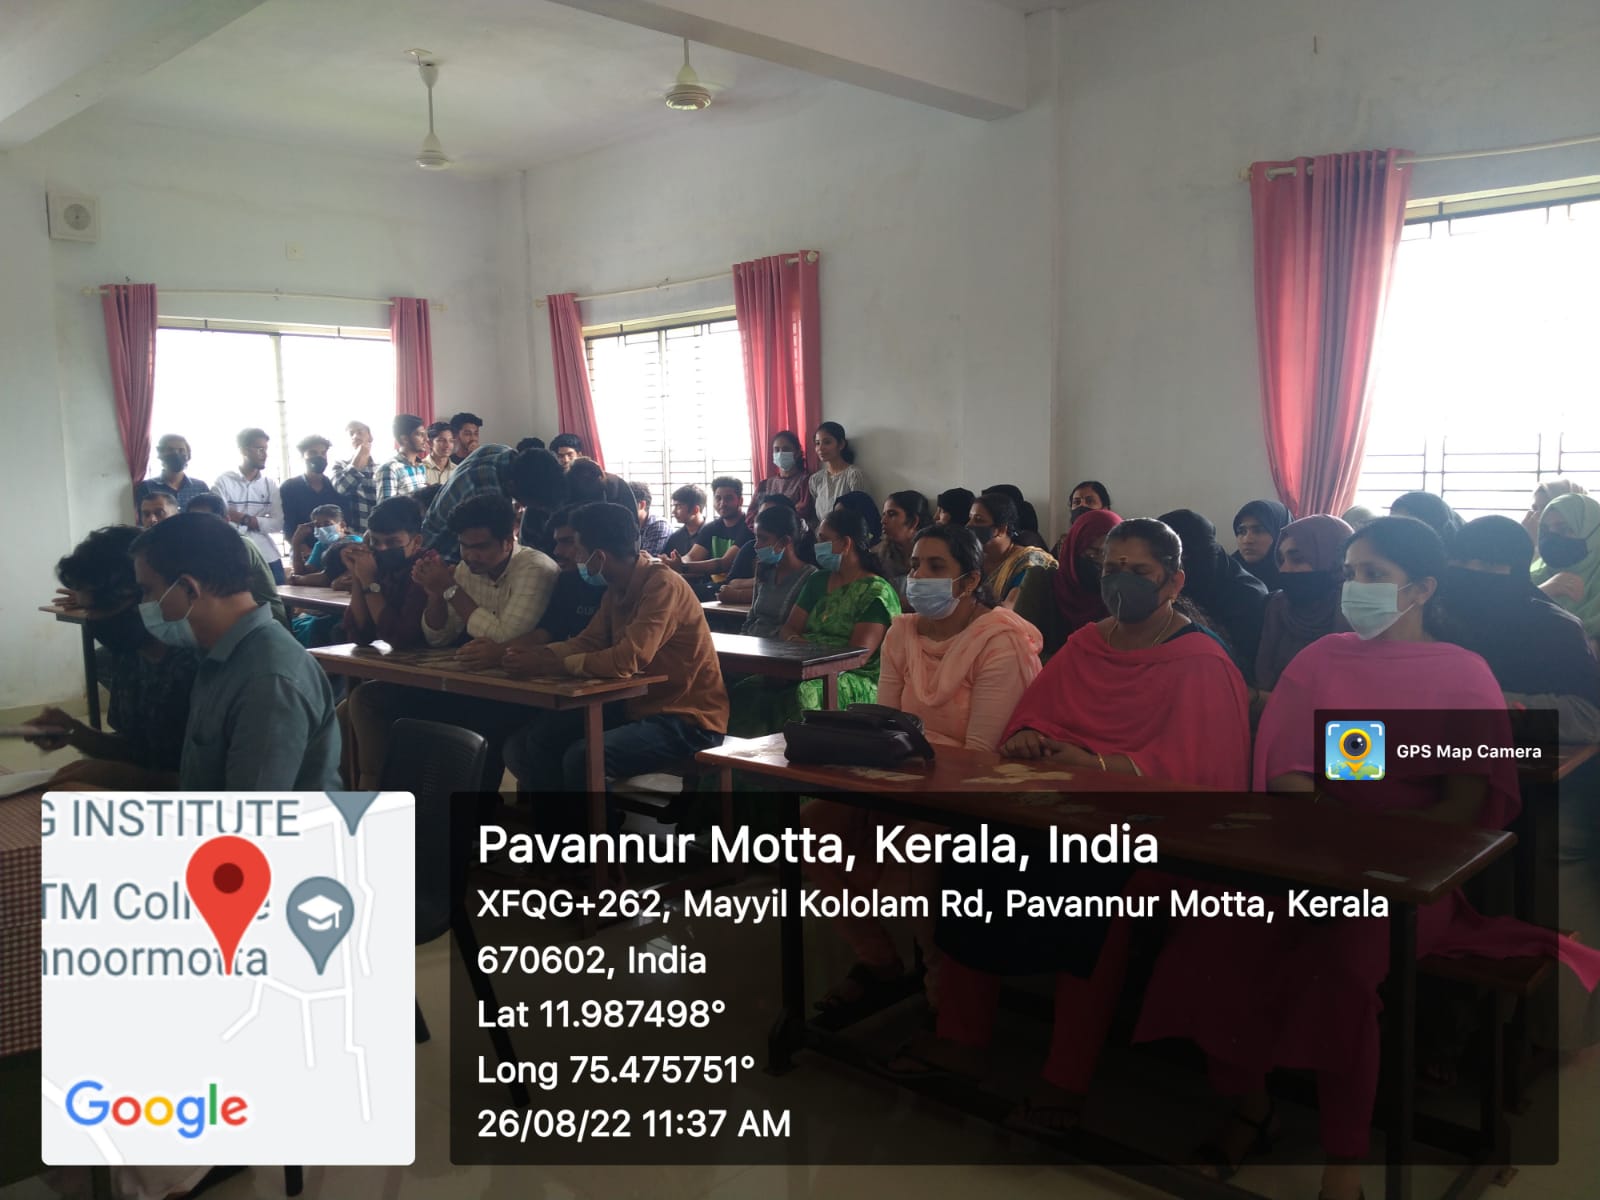 GPS Map Camera
G INSTITUTE
TM College
nnoormotta
Google
Pavannur Motta, Kerala, India
XFQG+262, Mayyil Kololam Rd, Pavannur Motta, Kerala
670602, India
Lat 11.987498°
Long 75.475751°
26/08/22 11:37 AM